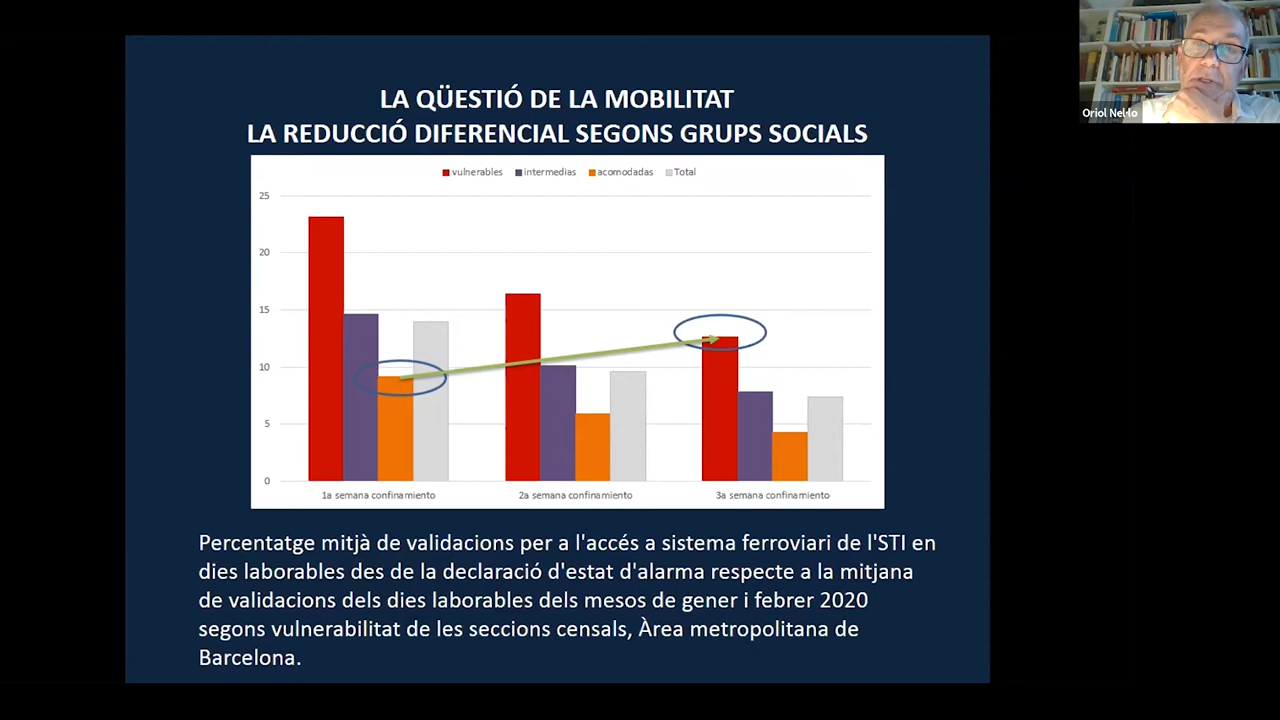 LA QÜESTIÓ DE LA MOBILITAT
LA REDUCCIÓ DIFERENCIAL SEGONS GRUPS SOCIALS
vulnerables intermedias acomodadas Total
25
20
15
10
5
0
1a semana confinamiento 2a semana confinamiento 3a semana confinamiento
Percentatge mitjà de validacions per a l'accés a sistema ferroviari de l'STI en
dies laborables des de la declaració d'estat d'alarma respecte a la mitjana
de validacions dels dies laborables dels mesos de gener i febrer 2020
segons vulnerabilitat de les seccions censals, Àrea metropolitana de
Barcelona.
Oriol Nel·lo